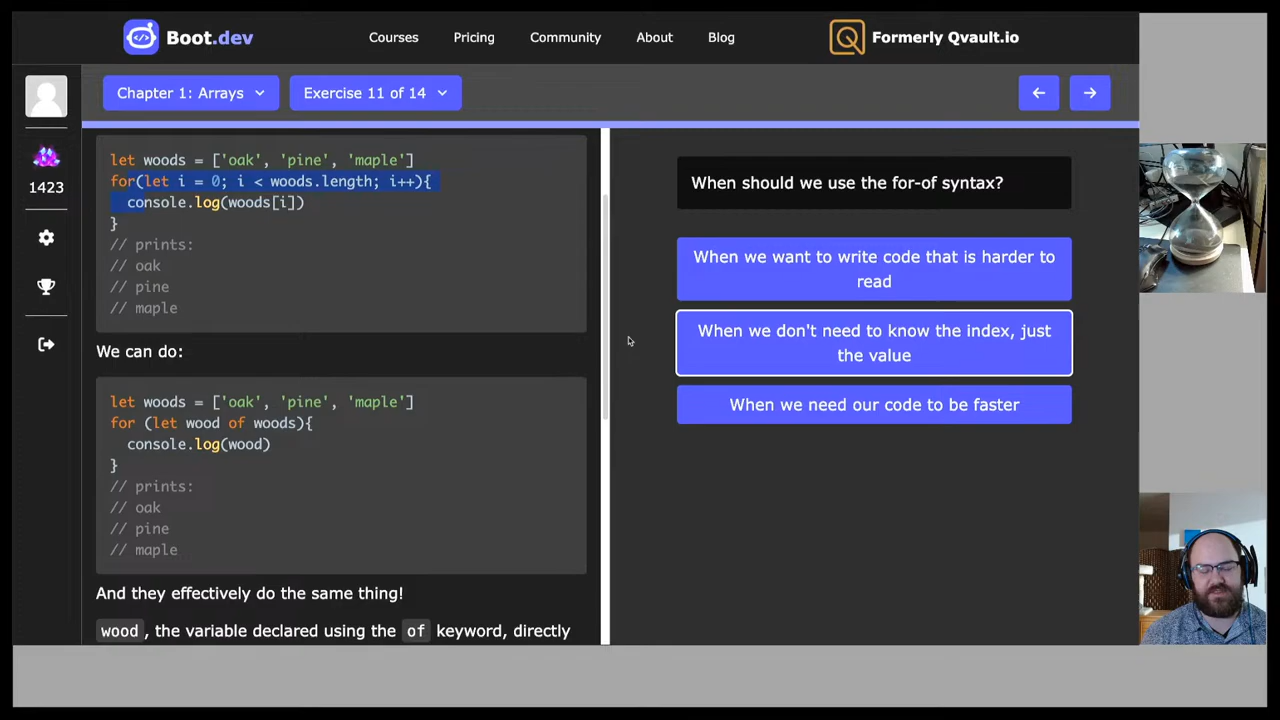 Boot.dev
Courses
Pricing
Community
About
Blog
Formerly Qvault.io
Chapter 1: Arrays
Exercise 11 of 14
1423
let woods = ['oak', 'pine', 'maple']
for(let i = 0; i < woods.length; i++){
console.log(woods[i])
}
// prints:
// oak
// pine
// maple
We can do:
let woods = ['oak', 'pine', 'maple']
for (let wood of woods){
console.log(wood)
}
// prints:
// oak
// pine
// maple
And they effectively do the same thing!
wood, the variable declared using the of keyword, directly
When should we use the for-of syntax?
When we want to write code that is harder to
read
When we don't need to know the index, just
the value
When we need our code to be faster